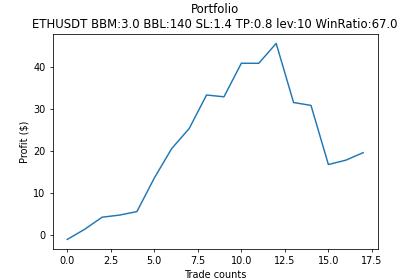 Portfolio
ETHUSDT BBM:3.0 BBL:140 SL:1.4 TP:0.8 lev:10 WinRatio:67.0
40
30
20
10
0
Profit ($)
0.0 2.5 5.0 7.5 10.0 12.5 15.0 17.5
Trade counts